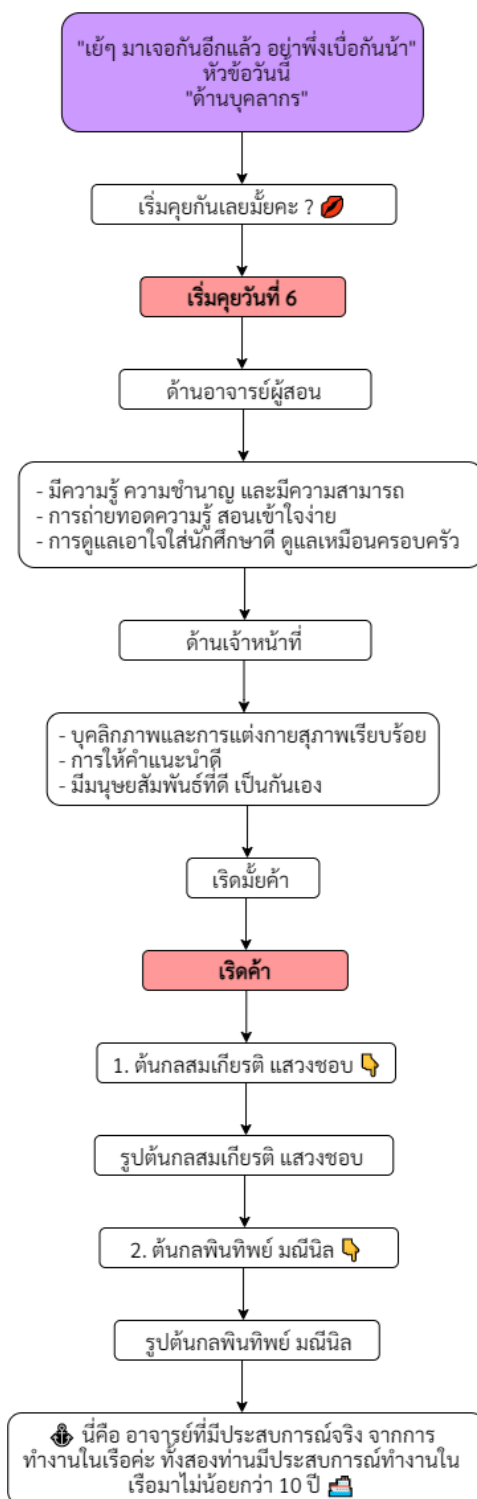 "เย้ๆ มาเจอกันอีกแล้ว อย่าพึ่งเบื่อกันน้า"
หัวข้อวันนี้
"ด้านบุคลากร"
เริ่มคุยกันเลยมั้ยคะ ? 💋
เริ่มคุยวันที่ 6
ด้านอาจารย์ผู้สอน
- มีความรู้ ความชำนาญ และมีความสามารถ
- การถ่ายทอดความรู้ สอนเข้าใจง่าย
- การดูแลเอาใจใส่นักศึกษาดี ดูแลเหมือนครอบครัว
ด้านเจ้าหน้าที่
- บุคลิกภาพและการแต่งกายสุภาพเรียบร้อย
- การให้คำแนะนำดี
- มีมนุษยสัมพันธ์ที่ดี เป็นกันเอง
เริดมั้ยค้า
เริดค้า
1. ต้นกลสมเกียรติ แสวงชอบ 👇
รูปต้นกลสมเกียรติ แสวงชอบ
2. ต้นกลพินทิพย์ มณีนิล 👇
รูปต้นกลพินทิพย์ มณีนิล
⚓ นี่คือ อาจารย์ที่มีประสบการณ์จริง จากการ
ทำงานในเรือค่ะ ทั้งสองท่านมีประสบการณ์ทำงานใน
เรือมาไม่น้อยกว่า 10 ปี 🚢